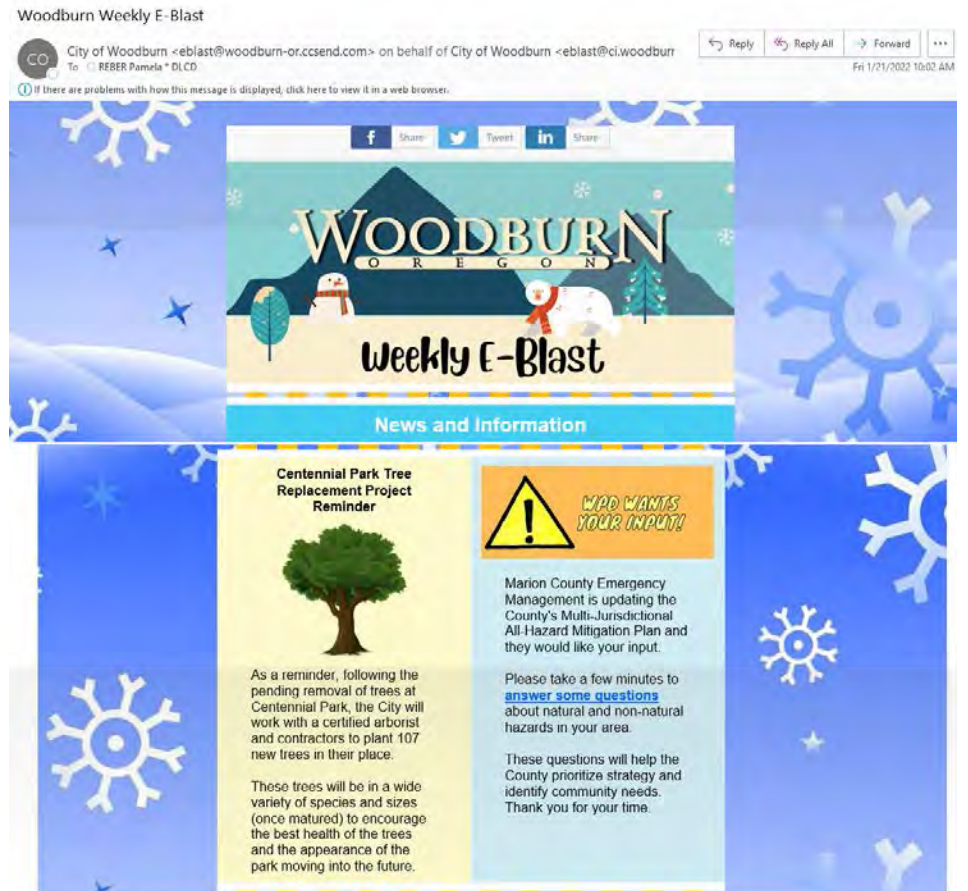 Woodburn Weekly E-Blast
CO
City of Woodburn <eblast@woodburn-or.ccsend.com> on behalf of City of Woodburn <eblast@ci.woodburr
To REBER Pamela * DLCD
Reply
Reply All
Forward
...
Fri 1/21/2022 10:02 AM
If there are problems with how this message is displayed, click here to view it in a web browser.
f Share
Tweet
in Share
WOODBURN
OREGON
Weekly E-Blast
News and Information
Centennial Park Tree
Replacement Project
Reminder
As a reminder, following the
pending removal of trees at
Centennial Park, the City will
work with a certified arborist
and contractors to plant 107
new trees in their place.
These trees will be in a wide
variety of species and sizes
(once matured) to encourage
the best health of the trees
and the appearance of the
park moving into the future.
WPD WANTS
YOUR INPUT!
Marion County Emergency
Management is updating the
County's Multi-Jurisdictional
All-Hazard Mitigation Plan and
they would like your input.
Please take a few minutes to
answer some questions
about natural and non-natural
hazards in your area.
These questions will help the
County prioritize strategy and
identify community needs.
Thank you for your time.